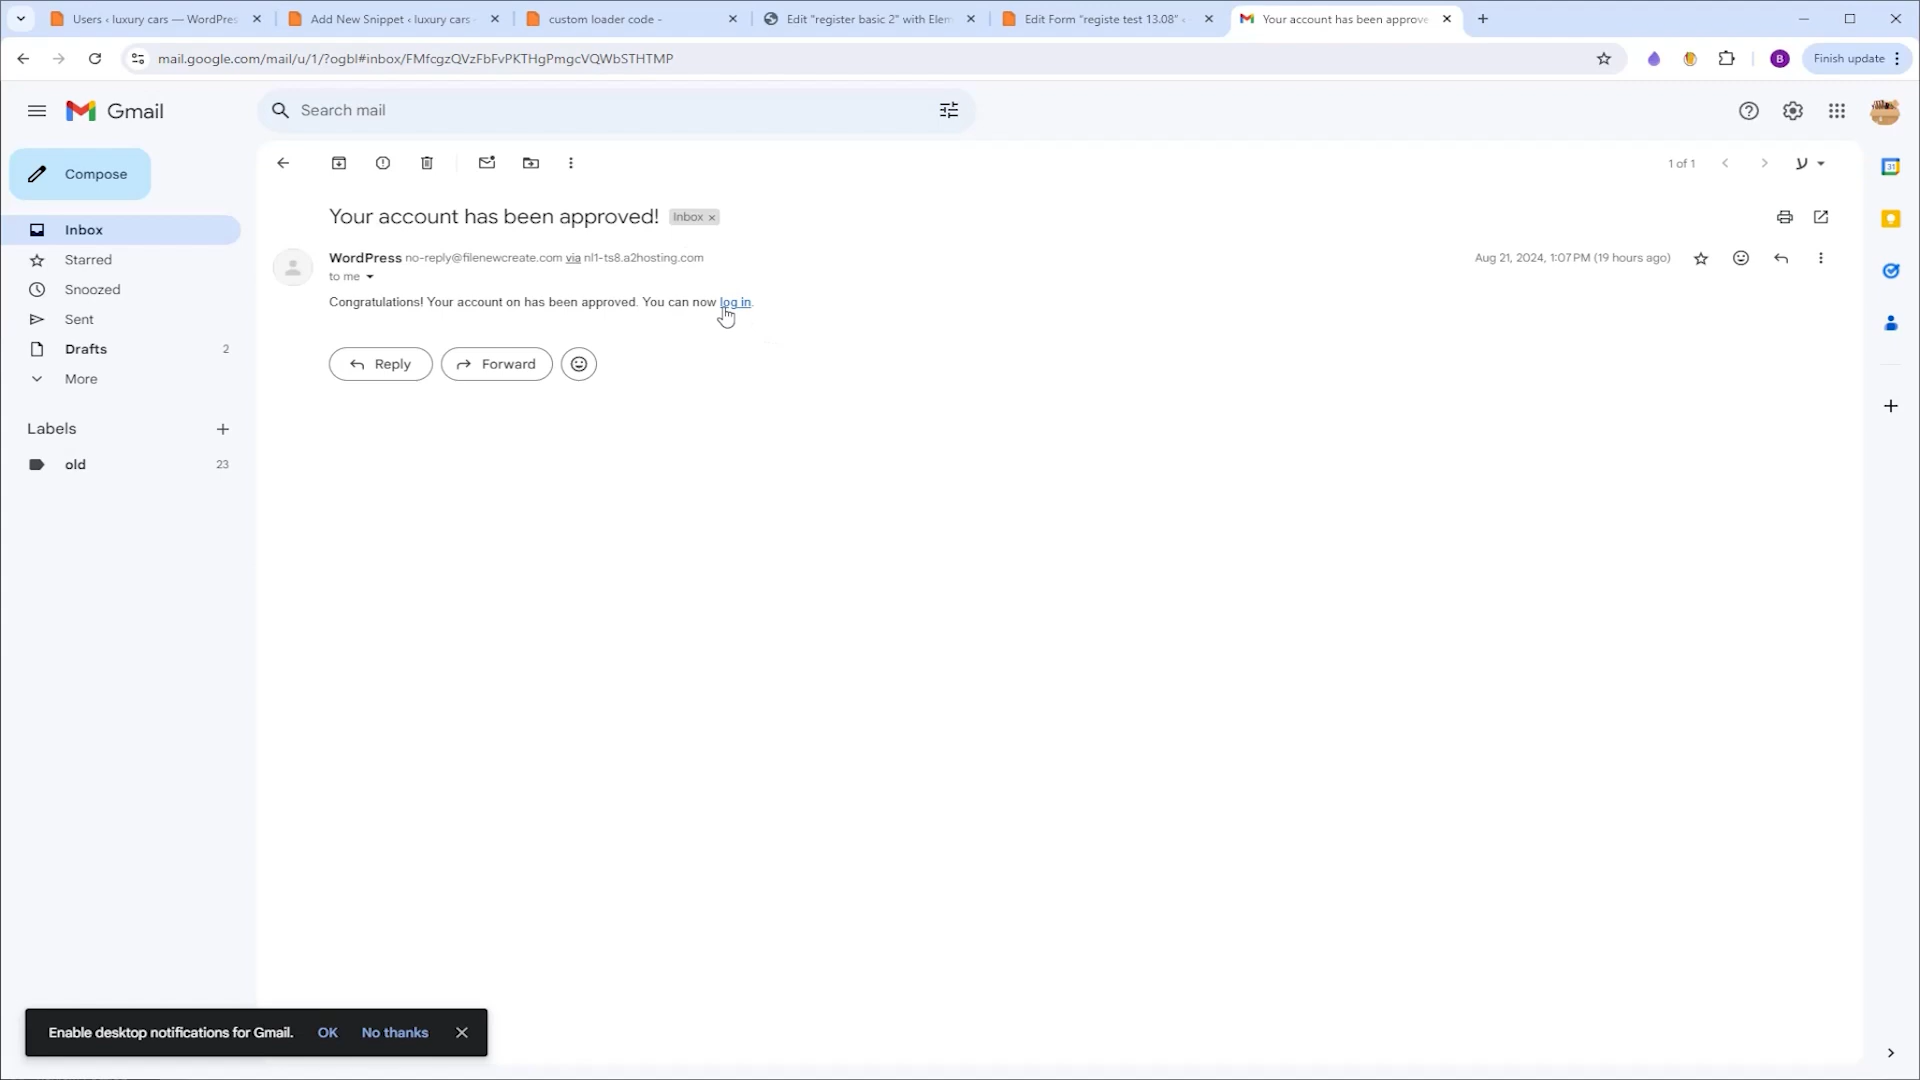 Users ‹ luxury cars — WordPres
Add New Snippet ‹ luxury cars
custom loader code -
Edit "register basic 2" with Elem
Edit Form "registe test 13.08" ‹
Your account has been approve
mail.google.com/mail/u/1/?ogbl#inbox/FMfcgzQVzFbFvPKTHgPmgcVQWbSTHTMP
B
Finish update
Gmail
Search mail
Compose
1 of 1
Inbox
Starred
Snoozed
Sent
Drafts 2
More
Labels
old 23
Your account has been approved! Inbox ×
WordPress no-reply@filenewcreate.com via nl1-ts8.a2hosting.com
Aug 21, 2024, 1:07 PM (19 hours ago)
to me
Congratulations! Your account on has been approved. You can now log in.
Reply
Forward
31
Enable desktop notifications for Gmail. OK No thanks